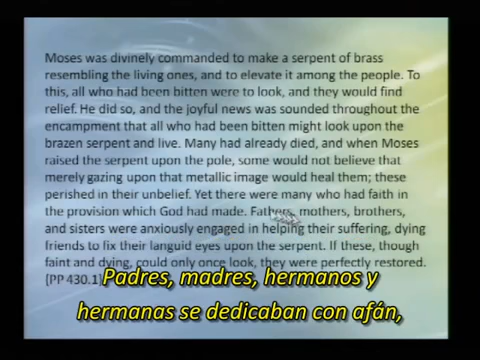 Moses was divinely commanded to make a serpent of brass
resembling the living ones, and to elevate it among the people. To
this, all who had been bitten were to look, and they would find
relief. He did so, and the joyful news was sounded throughout the
encampment that all who had been bitten might look upon the
brazen serpent and live. Many had already died, and when Moses
raised the serpent upon the pole, some would not believe that
merely gazing upon that metallic image would heal them; these
perished in their unbelief. Yet there were many who had faith in
the provision which God had made. Fathers, mothers, brothers,
and sisters were anxiously engaged in helping their suffering, dying
friends to fix their languid eyes upon the serpent. If these, though
faint and dying, could only once look, they were perfectly restored.
{PP 430.1}
Padres, madres, hermanos y
hermanas se dedicaban con afán,